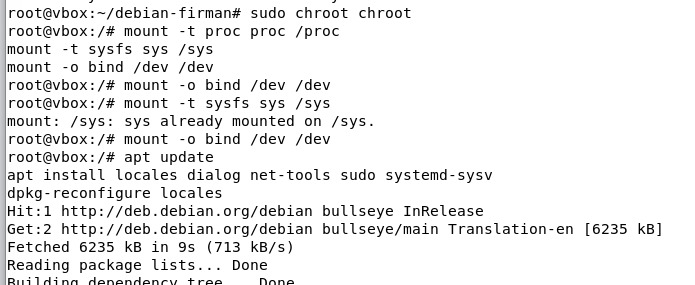 root@vbox:~/debian-firman# sudo chroot chroot
root@vbox:/# mount -t proc proc /proc
mount -t sysfs sys /sys
mount -o bind /dev /dev
root@vbox:/# mount -o bind /dev /dev
root@vbox:/# mount -t sysfs sys /sys
mount: /sys: sys already mounted on /sys.
root@vbox:/# mount -o bind /dev /dev
root@vbox:/# apt update
apt install locales dialog net-tools sudo systemd-sysv
dpkg-reconfigure locales
Hit:1 http://deb.debian.org/debian bullseye InRelease
Get:2 http://deb.debian.org/debian bullseye/main Translation-en [6235 kB]
Fetched 6235 kB in 9s (713 kB/s)
Reading package lists... Done
Building dependency tree... Done